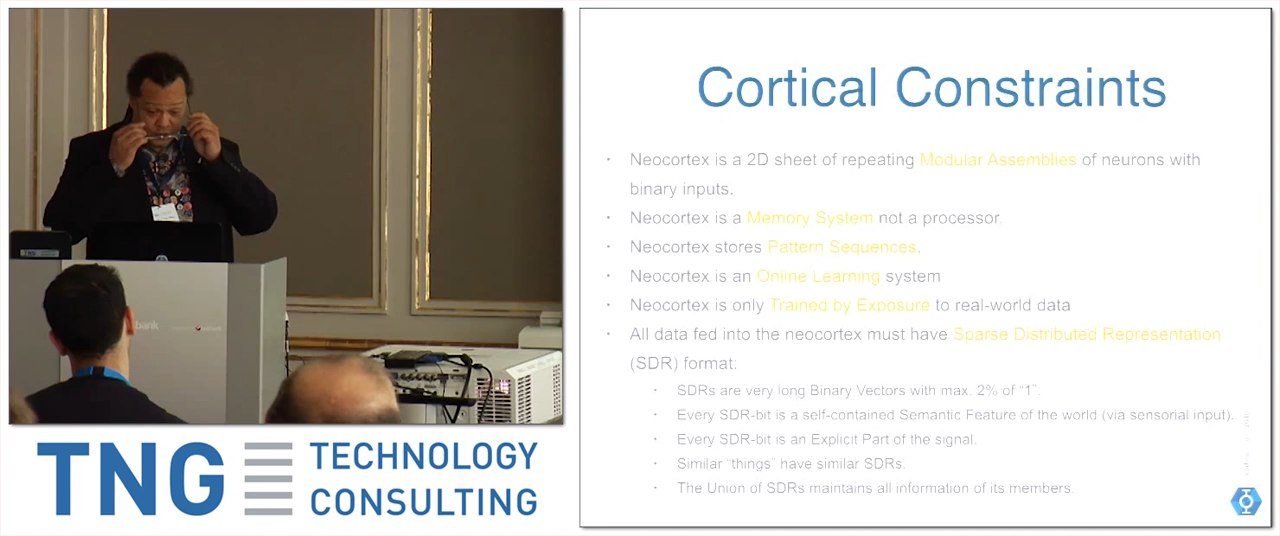 Cortical Constraints
· Neocortex is a 2D sheet of repeating Modular Assemblies of neurons with
binary inputs.
· Neocortex is a Memory System not a processor.
· Neocortex stores Pattern Sequences.
· Neocortex is an Online Learning system
· Neocortex is only Trained by Exposure to real-world data
· All data fed into the neocortex must have Sparse Distributed Representation
(SDR) format:
· SDRs are very long Binary Vectors with max. 2% of “1”.
· Every SDR-bit is a self-contained Semantic Feature of the world (via sensorial input).
· Every SDR-bit is an Explicit Part of the signal.
· Similar “things” have similar SDRs.
· The Union of SDRs maintains all information of its members.
TNG
bank
TNG TECHNOLOGY
CONSULTING